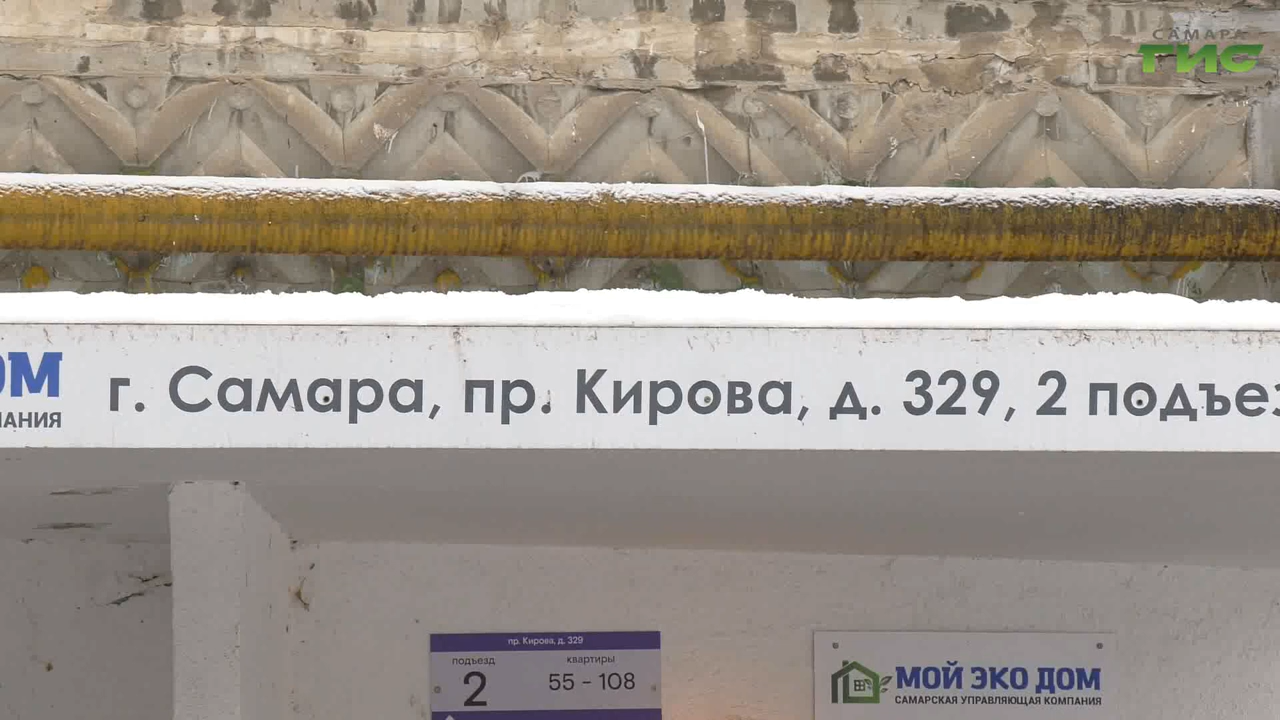 САМАРА
ГИС
ОМ
АНИЯ
г. Самара, пр. Кирова, д. 329, 2 подъез
пр. Кирова, д. 329
подъезд
квартиры
2
55 - 108
МОЙ ЭКО ДОМ
САМАРСКАЯ УПРАВЛЯЮЩАЯ КОМПАНИЯ